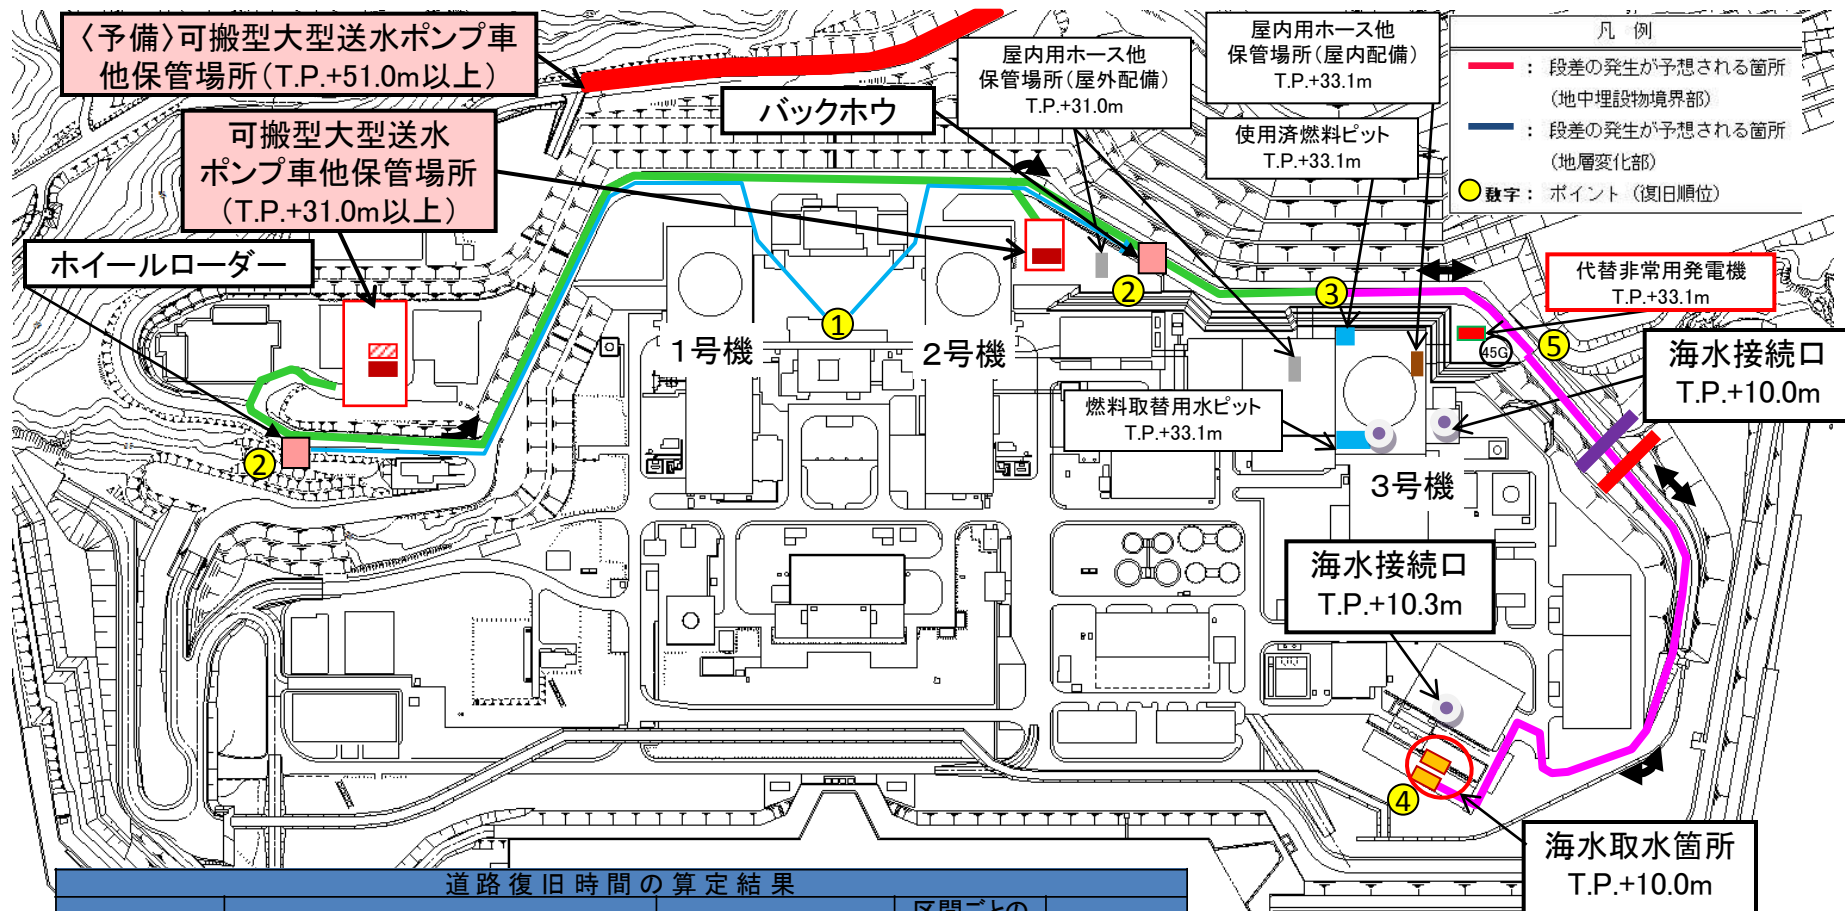 〈予備〉可搬型大型送水ポンプ車
他保管場所(T.P.+51.0m以上)
可搬型大型送水
ポンプ車他保管場所
(T.P.+31.0m以上)
ホイールローダー
バックホウ
屋内用ホース他
保管場所(屋外配備)
T.P.+31.0m
屋内用ホース他
保管場所(屋内配備)
T.P.+33.1m
使用済燃料ピット
T.P.+33.1m
凡 例
: 段差の発生が予想される箇所
(地中埋設物境界部)
: 段差の発生が予想される箇所
(地層変化部)
数字 : ポイント (復旧順位)
代替非常用発電機
T.P.+33.1m
海水接続口
T.P.+10.0m
①
②
②
③
④
⑤
45G
1号機
2号機
3号機
燃料取替用水ピット
T.P.+33.1m
海水接続口
T.P.+10.3m
海水取水箇所
T.P.+10.0m
道路復旧時間の算定結果
区間ごとの